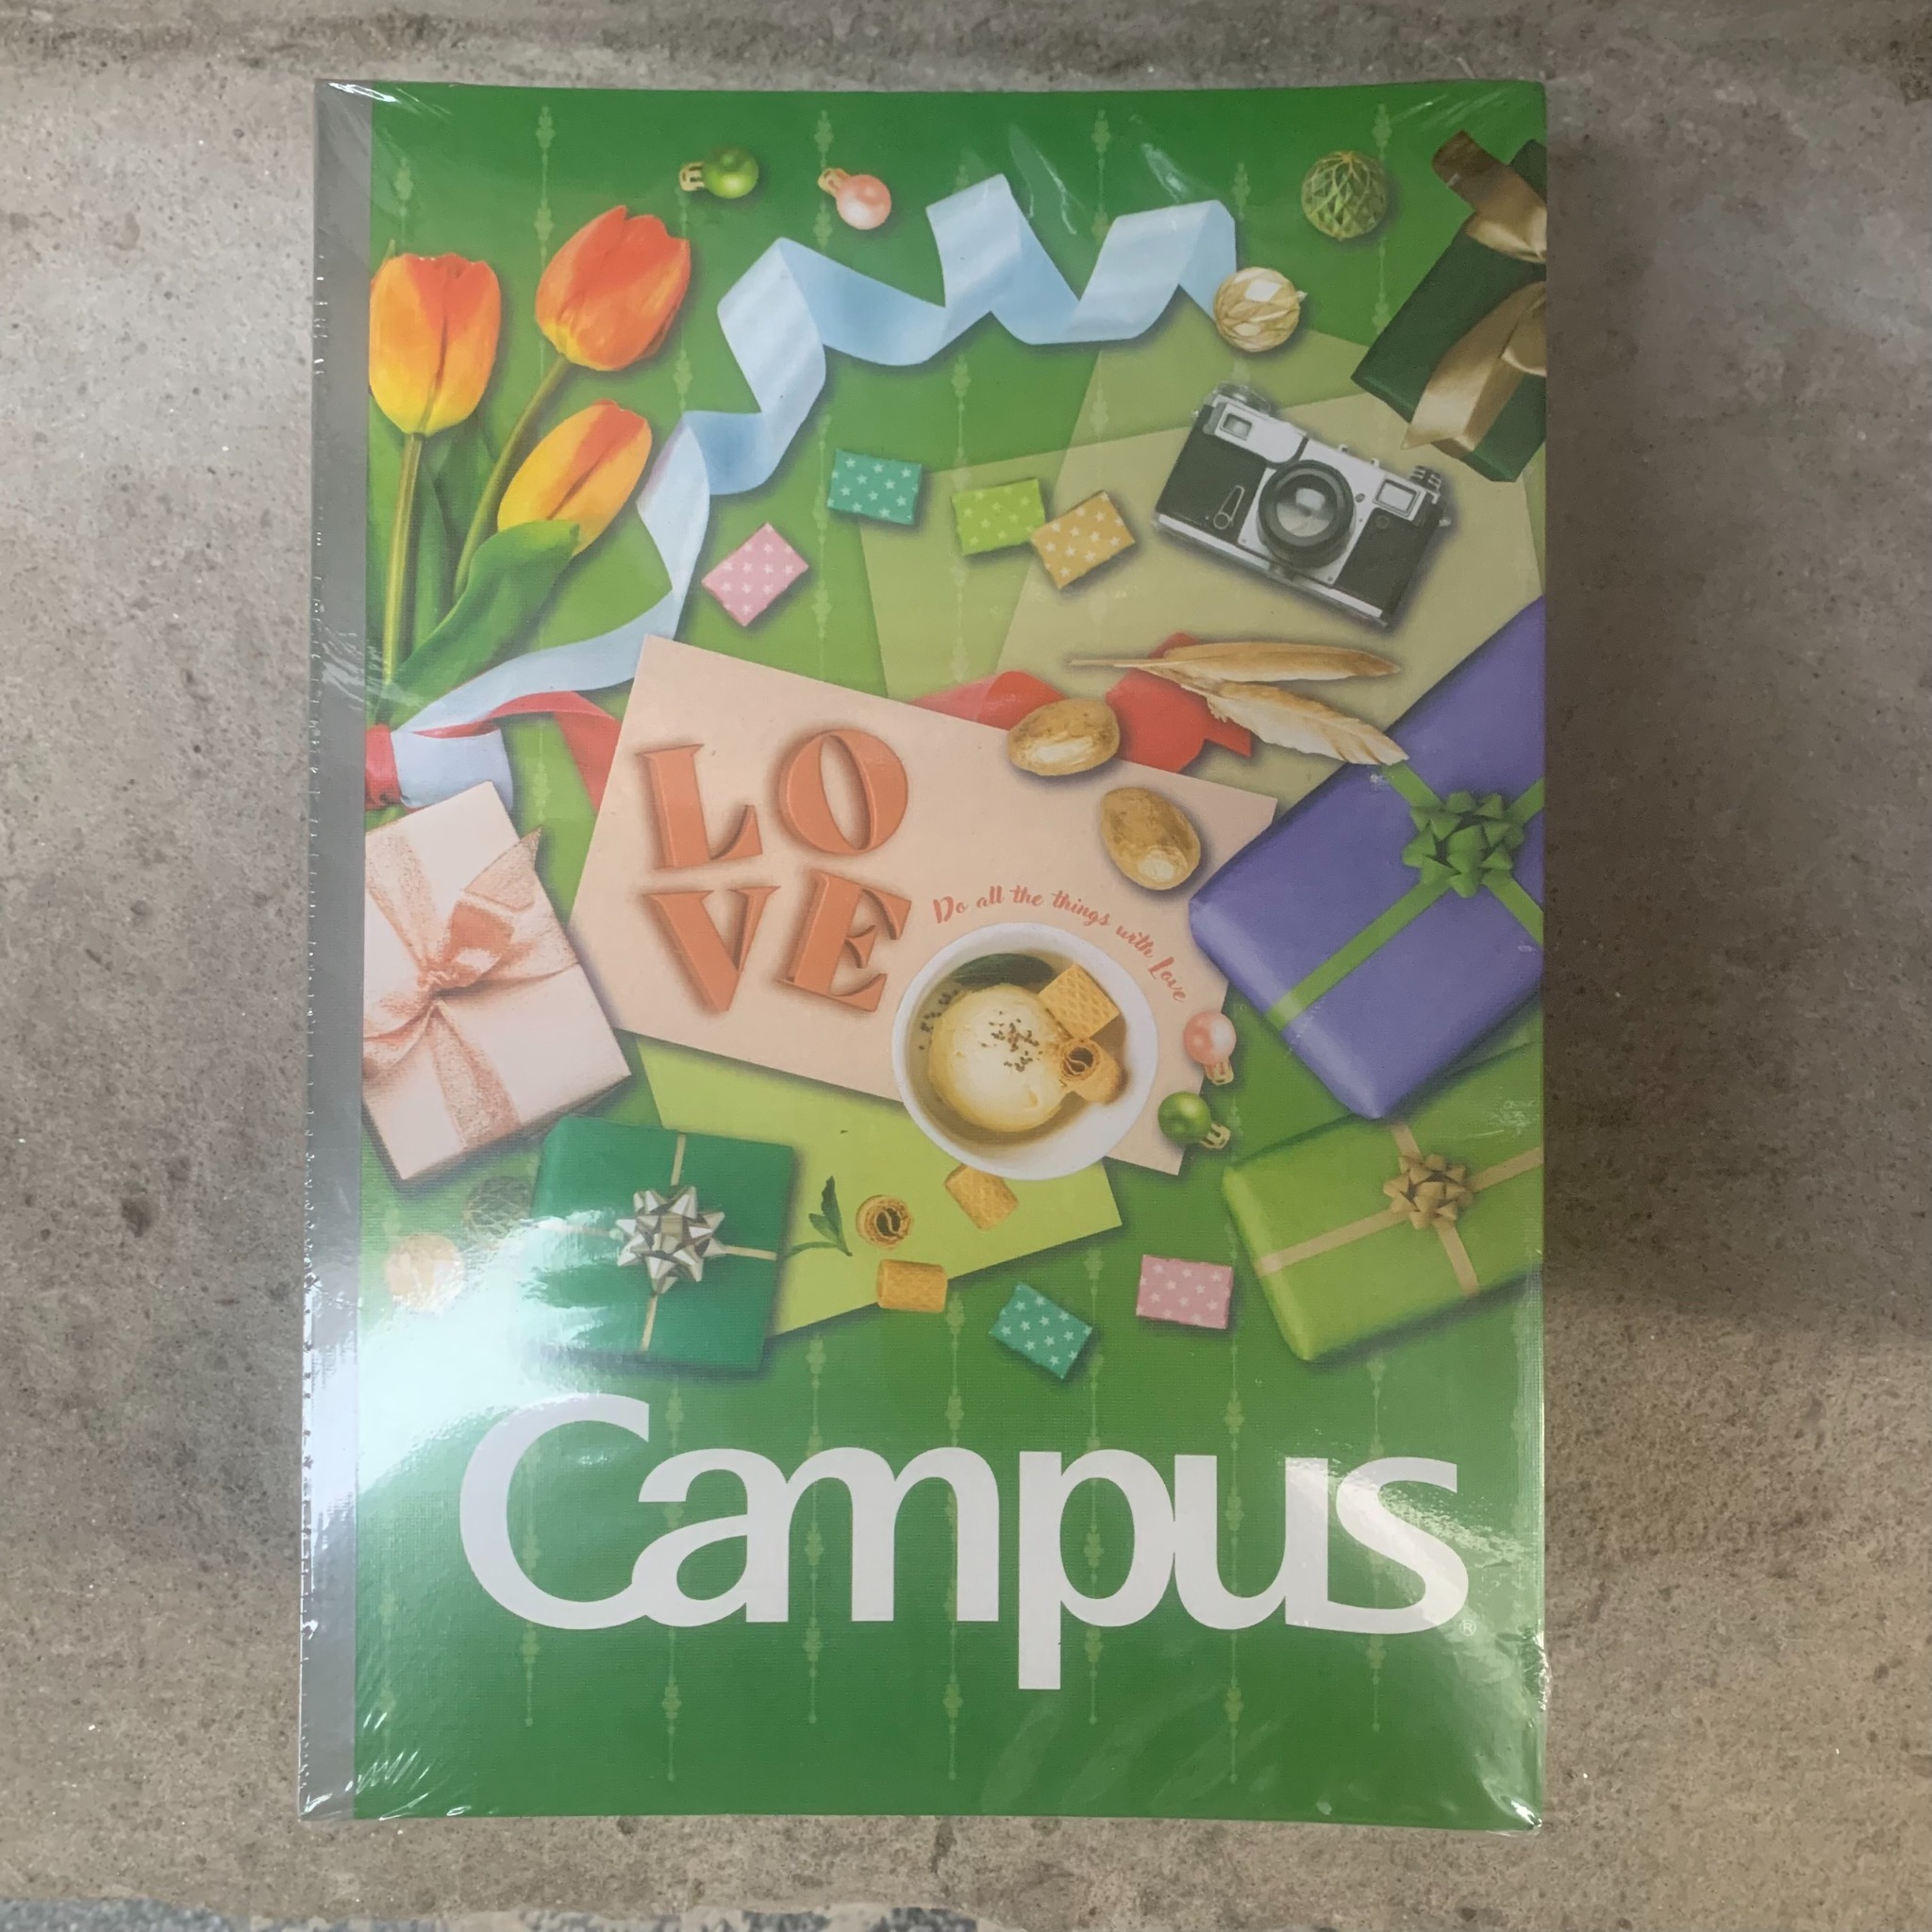 LO
VE
Do all the things with Love
Campus®